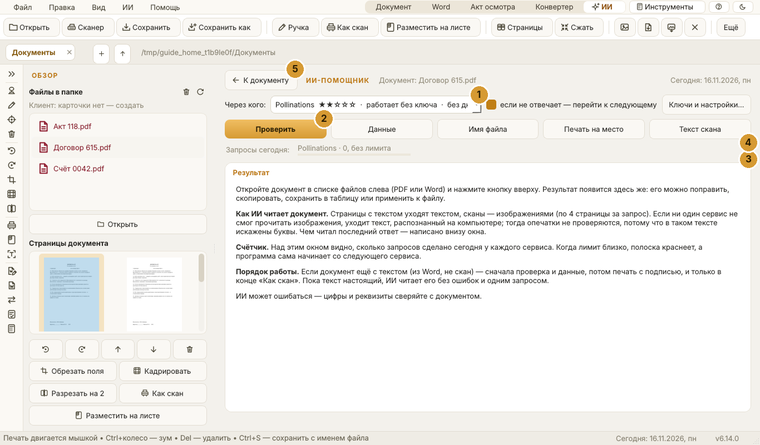 Файл Правка Вид ИИ Помощь Документ Word Акт осмотра Конвертер ИИ Инструменты
Открыть Сканер Сохранить Сохранить как Ручка Как скан Разместить на листе Страницы Сжать Ещё
Документы × + /tmp/guide_home_t1b9le0f/Документы
ОБЗОР
Файлы в папке
Клиент: карточки нет — создать
Акт 118.pdf
Договор 615.pdf
Счёт 0042.pdf
Открыть
Страницы документа
Обрезать поля Кадрировать
Разрезать на 2 Как скан
Разместить на листе
5
← К документу ИИ-ПОМОЩНИК Документ: Договор 615.pdf Сегодня: 16.11.2026, пн
1
Через кого: Pollinations ★★☆☆☆ · работает без ключа · без если не отвечает — перейти к следующему Ключи и настройки...
2
Проверить Данные Имя файла Печать на место Текст скана
4
Запросы сегодня: Pollinations · 0, без лимита
3
Результат
Откройте документ в списке файлов слева (PDF или Word) и нажмите кнопку вверху. Результат появится здесь же: его можно поправить,
скопировать, сохранить в таблицу или применить к файлу.
Как ИИ читает документ. Страницы с текстом уходят текстом, сканы — изображениями (по 4 страницы за запрос). Если ни один сервис не
смог прочитать изображения, уходит текст, распознанный на компьютере; тогда опечатки не проверяются, потому что в таком тексте
искажены буквы. Чем читал последний ответ — написано внизу окна.
Счётчик. Над этим окном видно, сколько запросов сделано сегодня у каждого сервиса. Когда лимит близко, полоска краснеет, а
программа сама начинает со следующего сервиса.
Порядок работы. Если документ ещё с текстом (из Word, не скан) — сначала проверка и данные, потом печать с подписью, и только в
конце «Как скан». Пока текст настоящий, ИИ читает его без ошибок и одним запросом.
ИИ может ошибаться — цифры и реквизиты сверяйте с документом.
Печать двигается мышкой • Ctrl+колесо — зум • Del — удалить • Ctrl+S — сохранить с именем файла Сегодня: 16.11.2026, пн v6.14.0